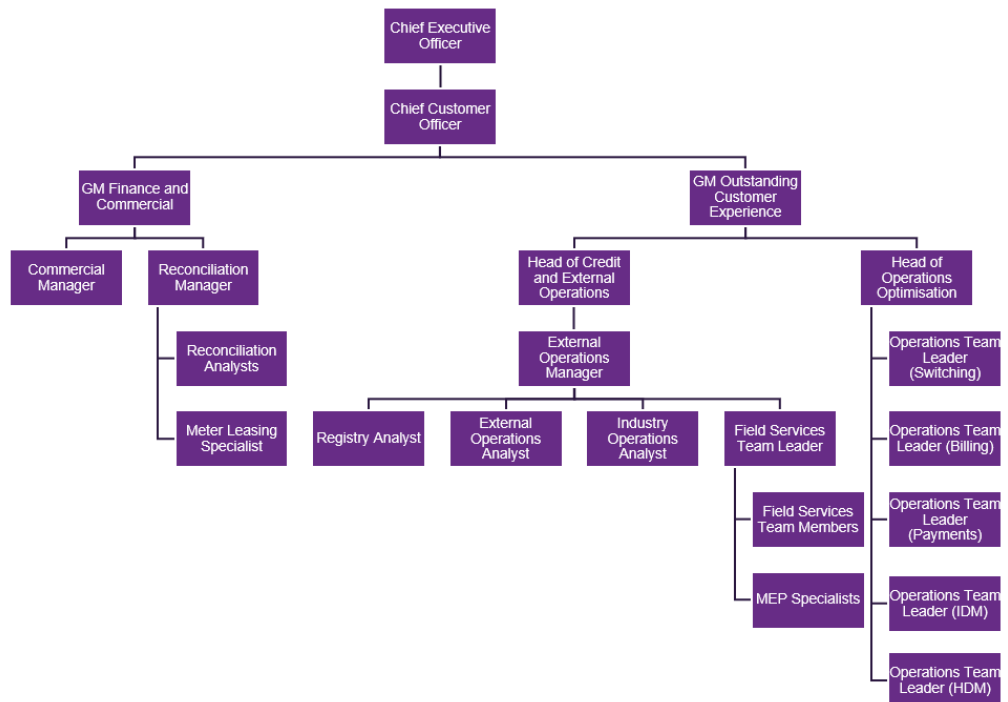 Chief Executive
Officer
Chief Customer
Officer
GM Finance and
Commercial
GM Outstanding
Customer
Experience
Commercial
Manager
Reconciliation
Manager
Head of Credit
and External
Operations
Head of
Operations
Optimisation
Reconciliation
Analysts
External
Operations
Manager
Operations Team
Leader
(Switching)
Meter Leasing
Specialist
Registry Analyst
External
Operations
Analyst
Industry
Operations
Analyst
Field Services
Team Leader
Operations Team
Leader (Billing)
Field Services
Team Members
Operations Team
Leader
(Payments)
MEP Specialists
Operations Team
Leader (IDM)
Operations Team
Leader (HDM)